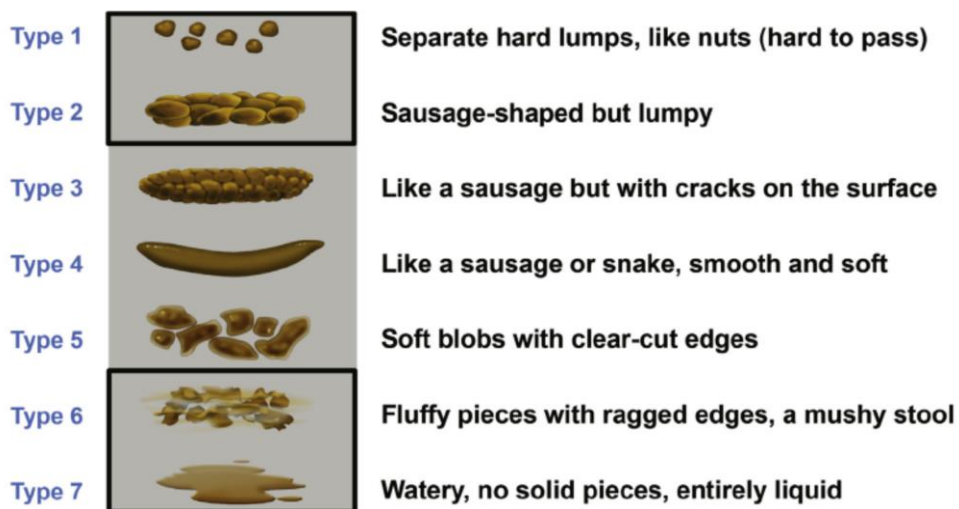 Type 1 Separate hard lumps, like nuts (hard to pass)
Type 2 Sausage-shaped but lumpy
Type 3 Like a sausage but with cracks on the surface
Type 4 Like a sausage or snake, smooth and soft
Type 5 Soft blobs with clear-cut edges
Type 6 Fluffy pieces with ragged edges, a mushy stool
Type 7 Watery, no solid pieces, entirely liquid